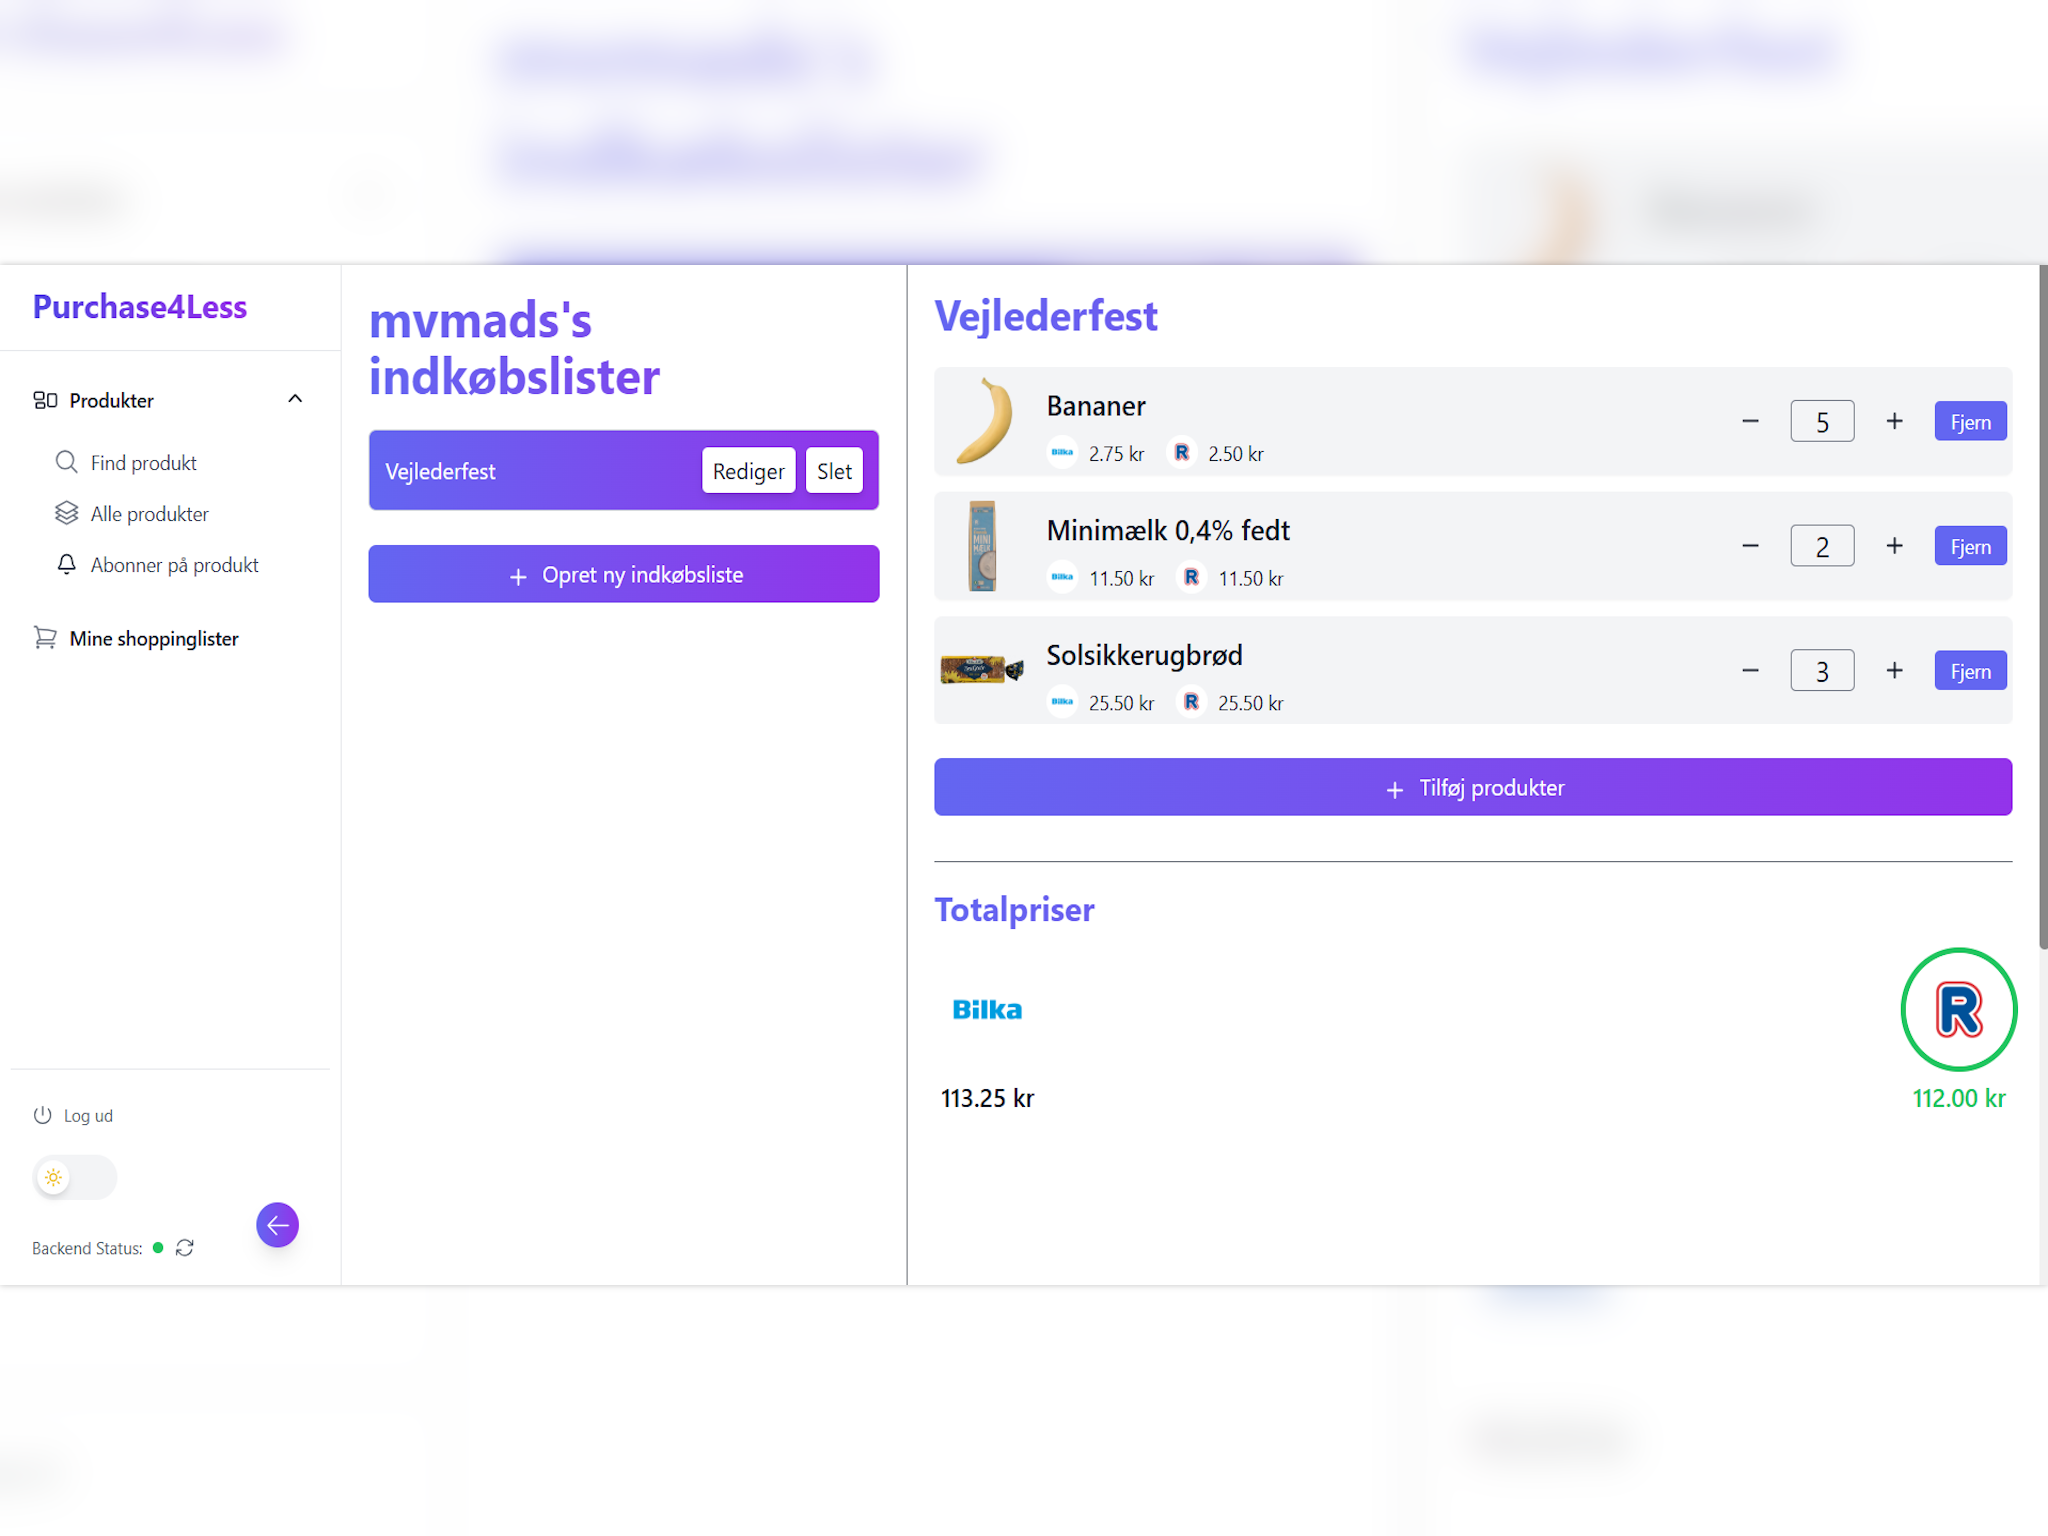 Purchase4Less
Produkter
Find produkt
Alle produkter
Abonner på produkt
Mine shoppinglister
Log ud
Backend Status:
mvmads's
indkøbslister
Vejlederfest
Rediger
Slet
+ Opret ny indkøbsliste
Vejlederfest
Bananer
Bilka 2.75 kr R 2.50 kr
− 5 + Fjern
Minimælk 0,4% fedt
Bilka 11.50 kr R 11.50 kr
− 2 + Fjern
Solsikkerugbrød
Bilka 25.50 kr R 25.50 kr
− 3 + Fjern
+ Tilføj produkter
Totalpriser
Bilka
R
113.25 kr
112.00 kr